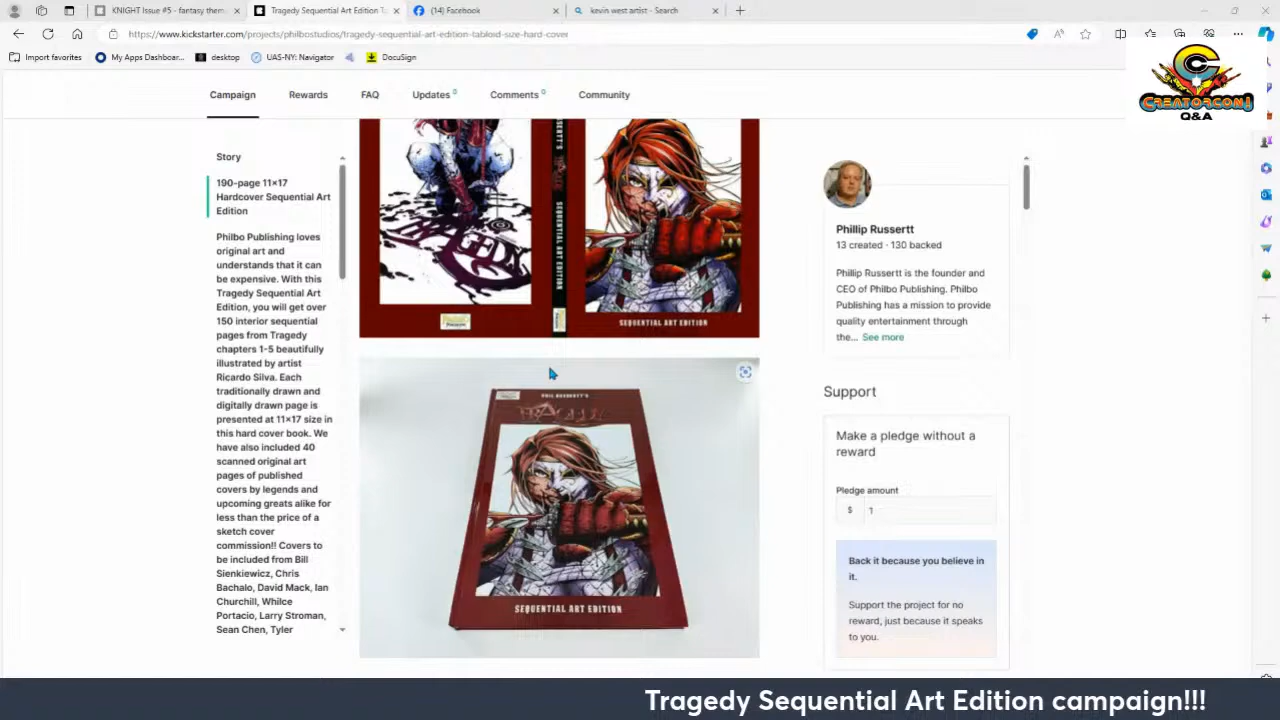 KNIGHT Issue #5 - fantasy them
Tragedy Sequential Art Edition T
(14) Facebook
kevin west artist - Search
https://www.kickstarter.com/projects/philbostudios/tragedy-sequential-art-edition-tabloid-size-hard-cover
Import favorites
My Apps Dashboar...
desktop
UAS-NY: Navigator
DocuSign
C
CREATORCON!
Q&A
Campaign
Rewards
FAQ
Updates 0
Comments 0
Community
Story
190-page 11x17
Hardcover Sequential Art
Edition
Philbo Publishing loves
original art and
understands that it can
be expensive. With this
Tragedy Sequential Art
Edition, you will get over
150 interior sequential
pages from Tragedy
chapters 1-5 beautifully
illustrated by artist
Ricardo Silva. Each
traditionally drawn and
digitally drawn page is
presented at 11x17 size in
this hard cover book. We
have also included 40
scanned original art
pages of published
covers by legends and
upcoming greats alike for
less than the price of a
sketch cover
commission!! Covers to
be included from Bill
Sienkiewicz, Chris
Bachalo, David Mack, Ian
Churchill, Whilce
Portacio, Larry Stroman,
Sean Chen, Tyler
TRAGEDY
SEQUENTIAL ART EDITION
SEQUENTIAL ART EDITION
PHIL RUSSERTT'S
TRAGEDY
SEQUENTIAL ART EDITION
Phillip Russertt
13 created · 130 backed
Phillip Russertt is the founder and
CEO of Philbo Publishing. Philbo
Publishing has a mission to provide
quality entertainment through
the... See more
Support
Make a pledge without a
reward
Pledge amount
$ 1
Back it because you believe in
it.
Support the project for no
reward, just because it speaks
to you.
Tragedy Sequential Art Edition campaign!!!